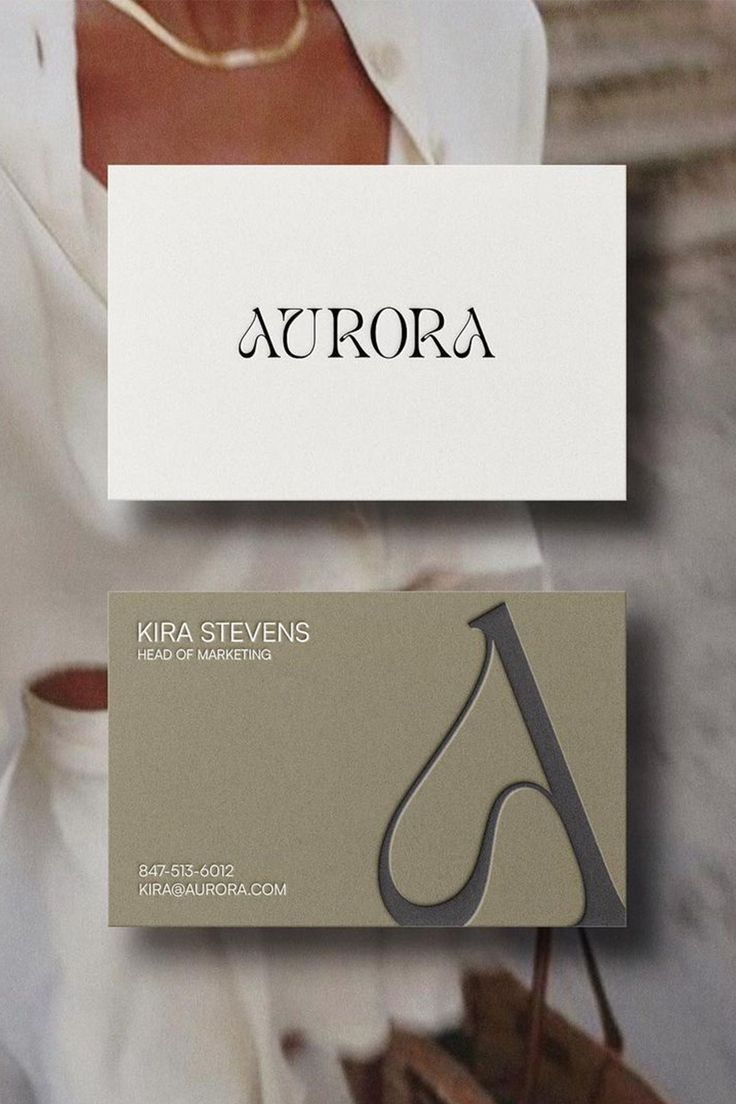 AURORA
KIRA STEVENS
HEAD OF MARKETING
A
847-513-6012
KIRA@AURORA.COM